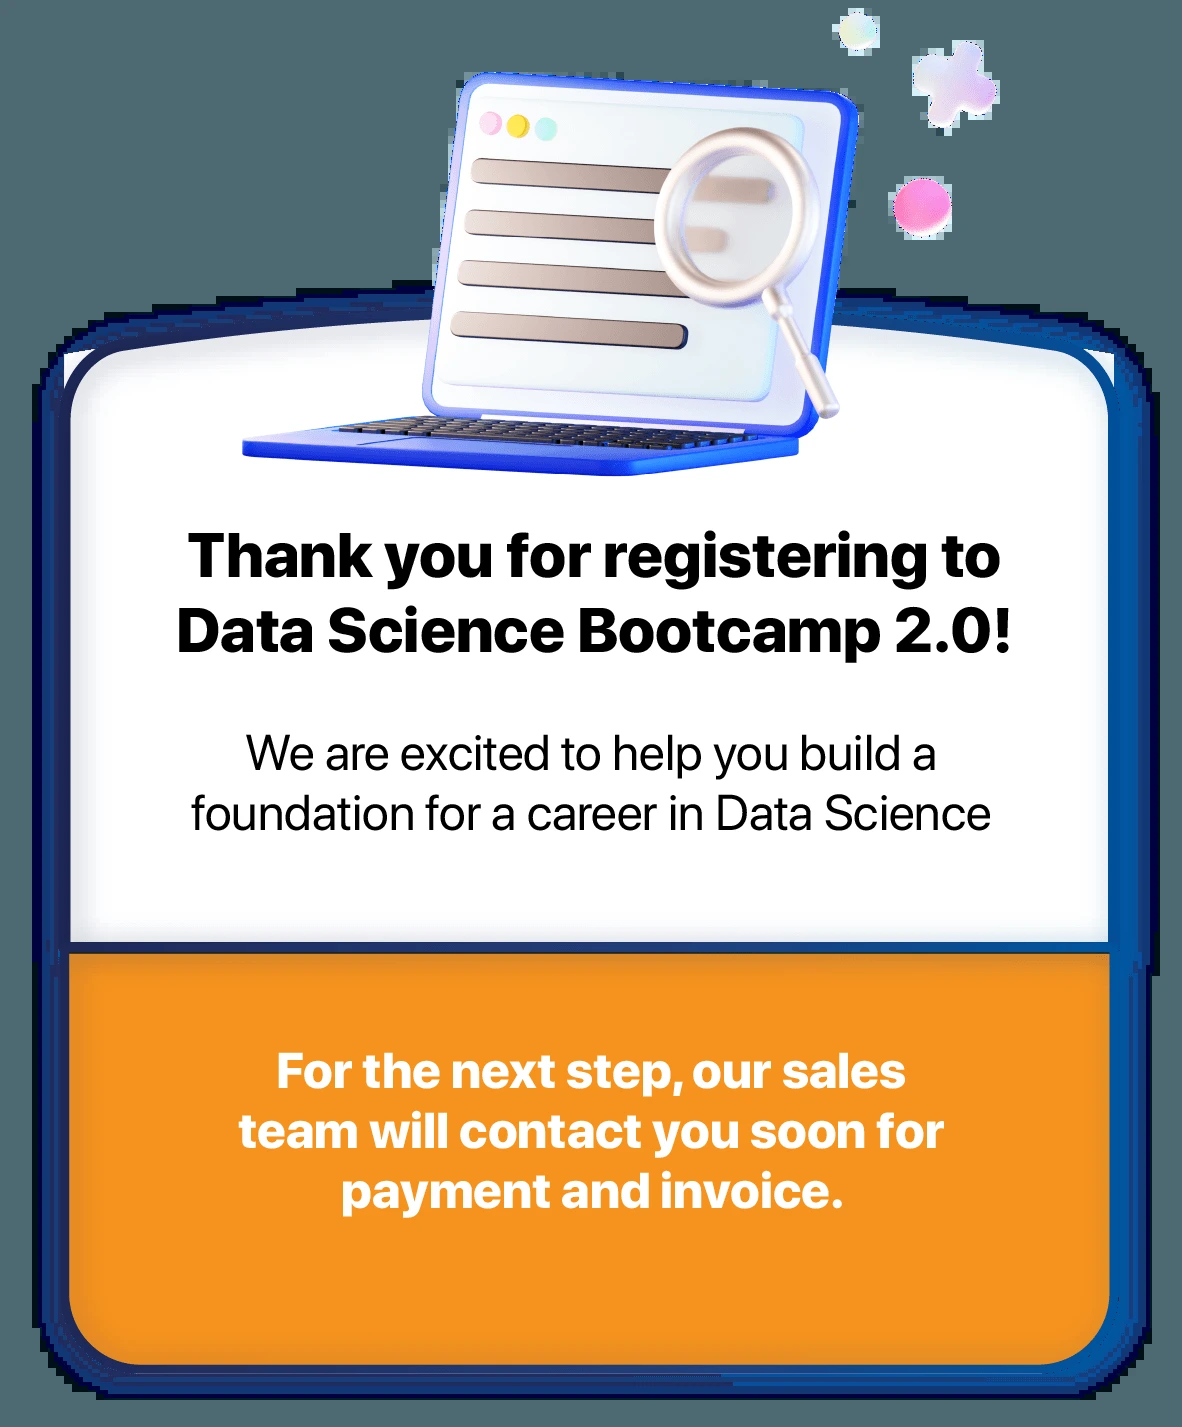 Thank you for registering to
Data Science Bootcamp 2.0!
We are excited to help you build a
foundation for a career in Data Science
For the next step, our sales
team will contact you soon for
payment and invoice.